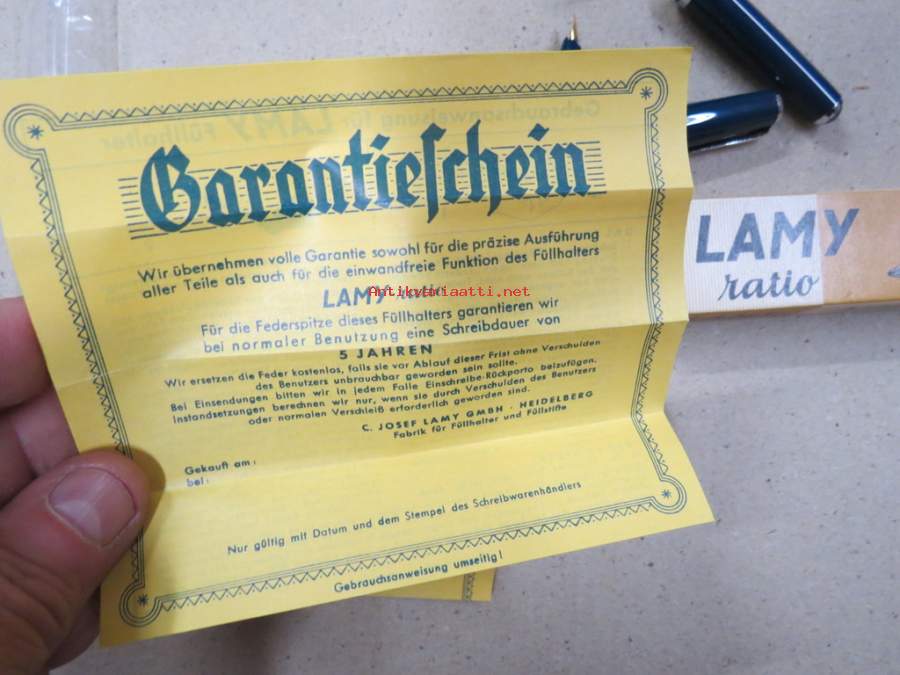 Garantieschein
Wir übernehmen volle Garantie sowohl für die präzise Ausführung
aller Teile als auch für die einwandfreie Funktion des Füllhalters
LAMY ratio
Antikvariaatti.net
Für die Federspitze dieses Füllhalters garantieren wir
bei normaler Benutzung eine Schreibdauer von
5 JAHREN
Wir ersetzen die Feder kostenlos, falls sie vor Ablauf dieser Frist ohne Verschulden
des Benutzers unbrauchbar geworden sein sollte.
Bei Einsendungen bitten wir in jedem Falle Einschreibe-Rückporto beizufügen.
Instandsetzungen berechnen wir nur, wenn sie durch Verschulden des Benutzers
oder normalen Verschleiß erforderlich geworden sind.
C. JOSEF LAMY GMBH · HEIDELBERG
Fabrik für Füllhalter und Füllstifte
Gekauft am:
bei:
Nur gültig mit Datum und dem Stempel des Schreibwarenhändlers
Gebrauchsanweisung umseitig!
LAMY
ratio